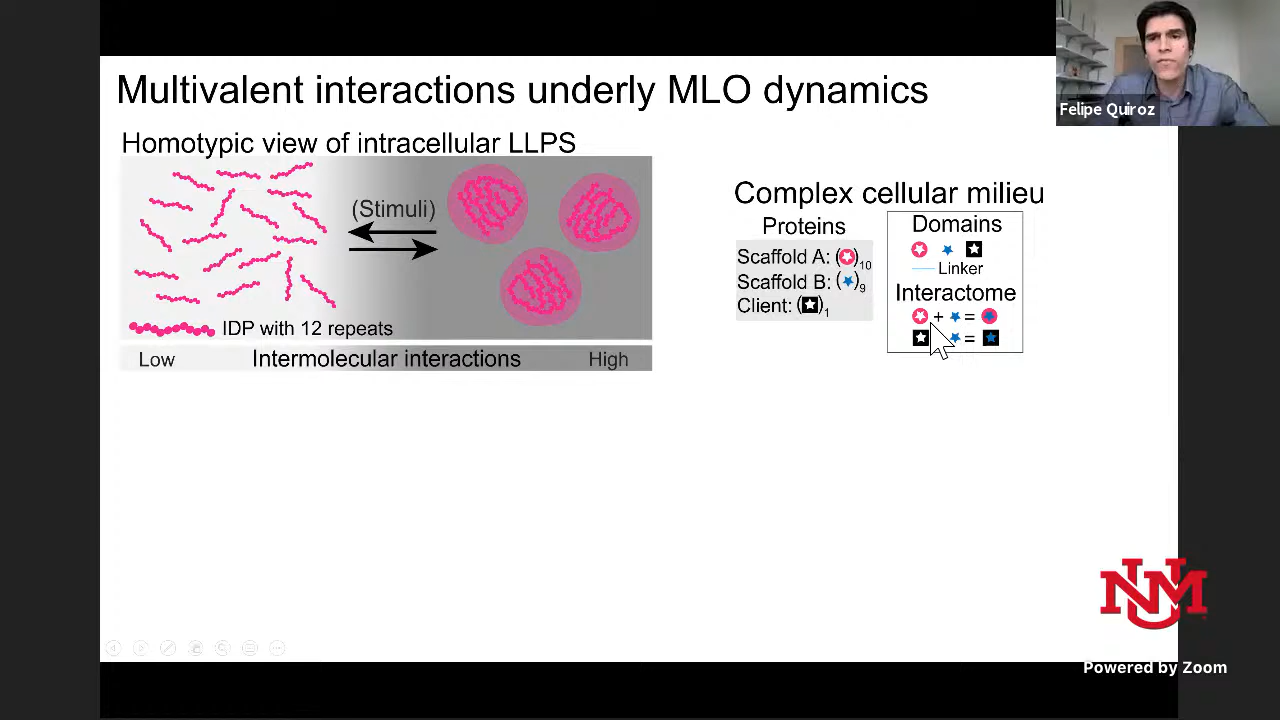 Multivalent interactions underly MLO dynamics
Felipe Quiroz
Homotypic view of intracellular LLPS
(Stimuli)
IDP with 12 repeats
Low Intermolecular interactions High
Complex cellular milieu
Proteins
Scaffold A: ( )10
Scaffold B: ( )9
Client: ( )1
Domains
Linker
Interactome
+ =
=
NM
Powered by Zoom